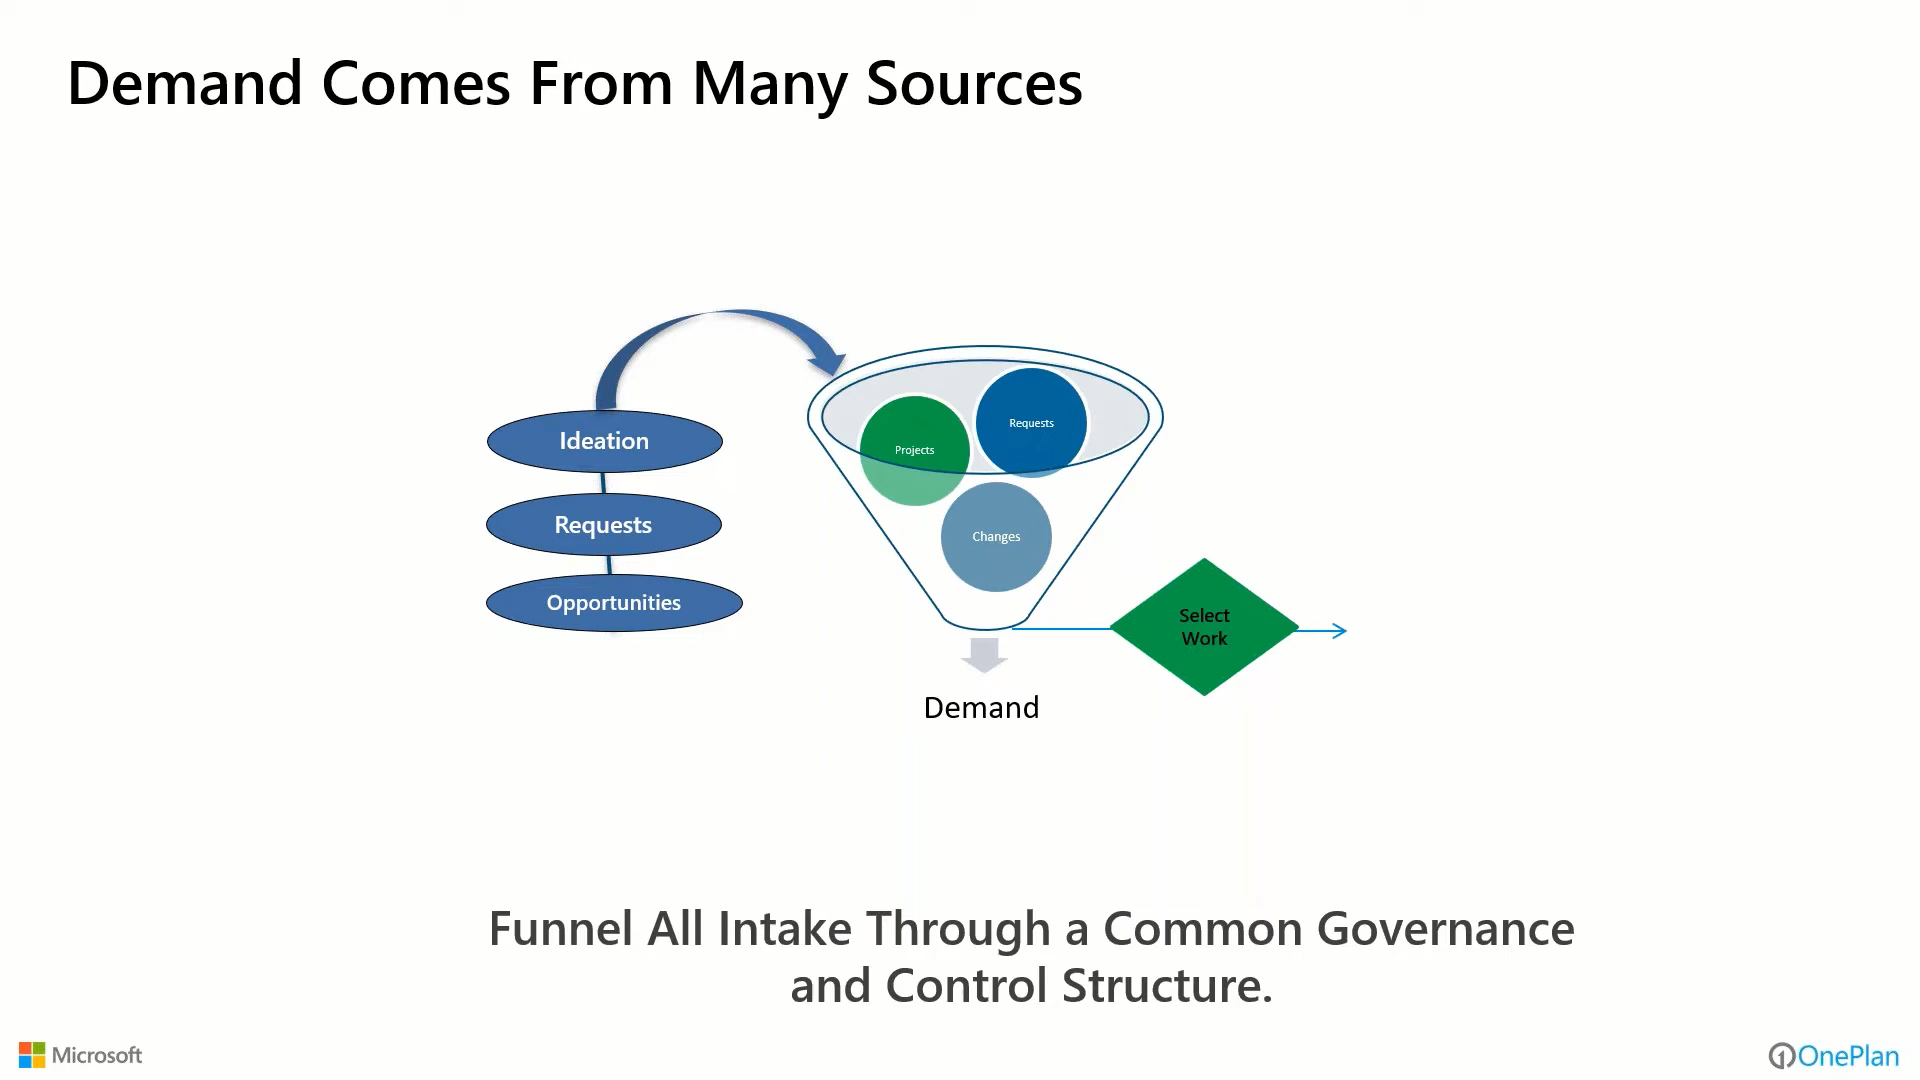 Demand Comes From Many Sources
Ideation
Requests
Opportunities
Projects
Requests
Changes
Select
Work
Demand
Funnel All Intake Through a Common Governance
and Control Structure.
Microsoft
OnePlan